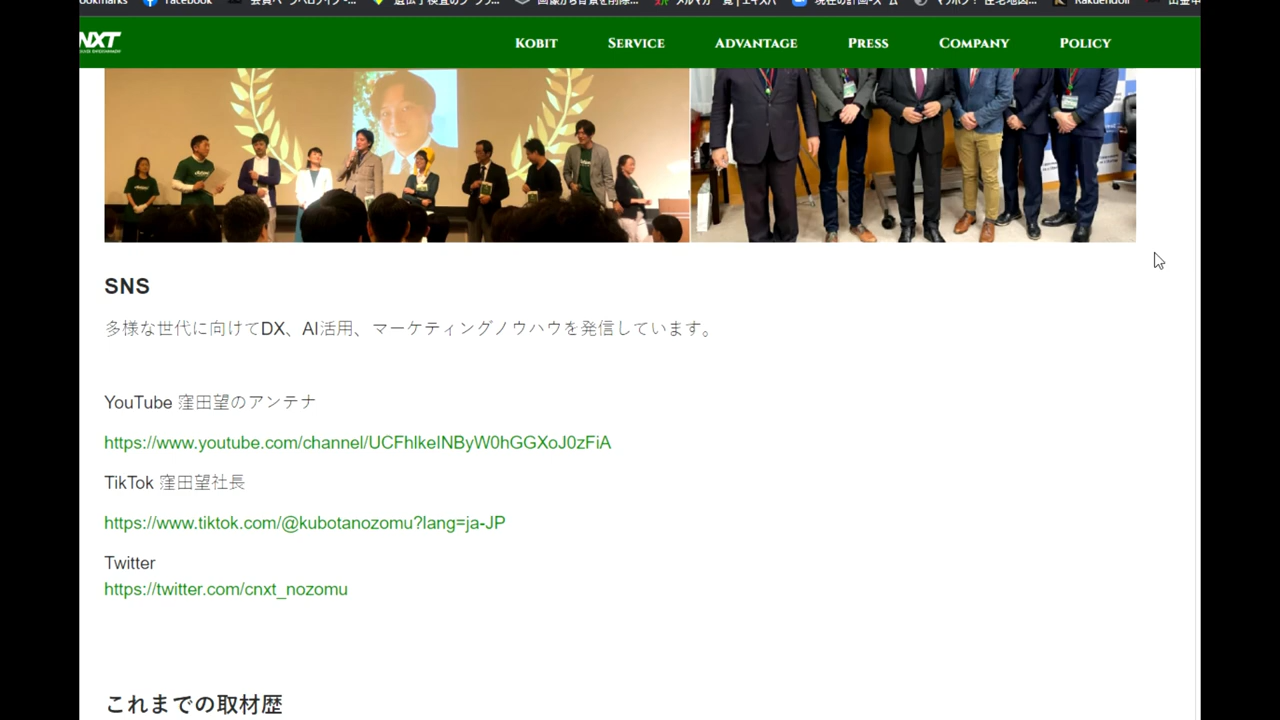 Facebook
NXT
KOBIT
SERVICE
ADVANTAGE
PRESS
COMPANY
POLICY
SNS
多様な世代に向けてDX、AI活用、マーケティングノウハウを発信しています。
YouTube 窪田望のアンテナ
https://www.youtube.com/channel/UCFhlkeINByW0hGGXoJ0zFiA
TikTok 窪田望社長
https://www.tiktok.com/@kubotanozomu?lang=ja-JP
Twitter
https://twitter.com/cnxt_nozomu
これまでの取材歴